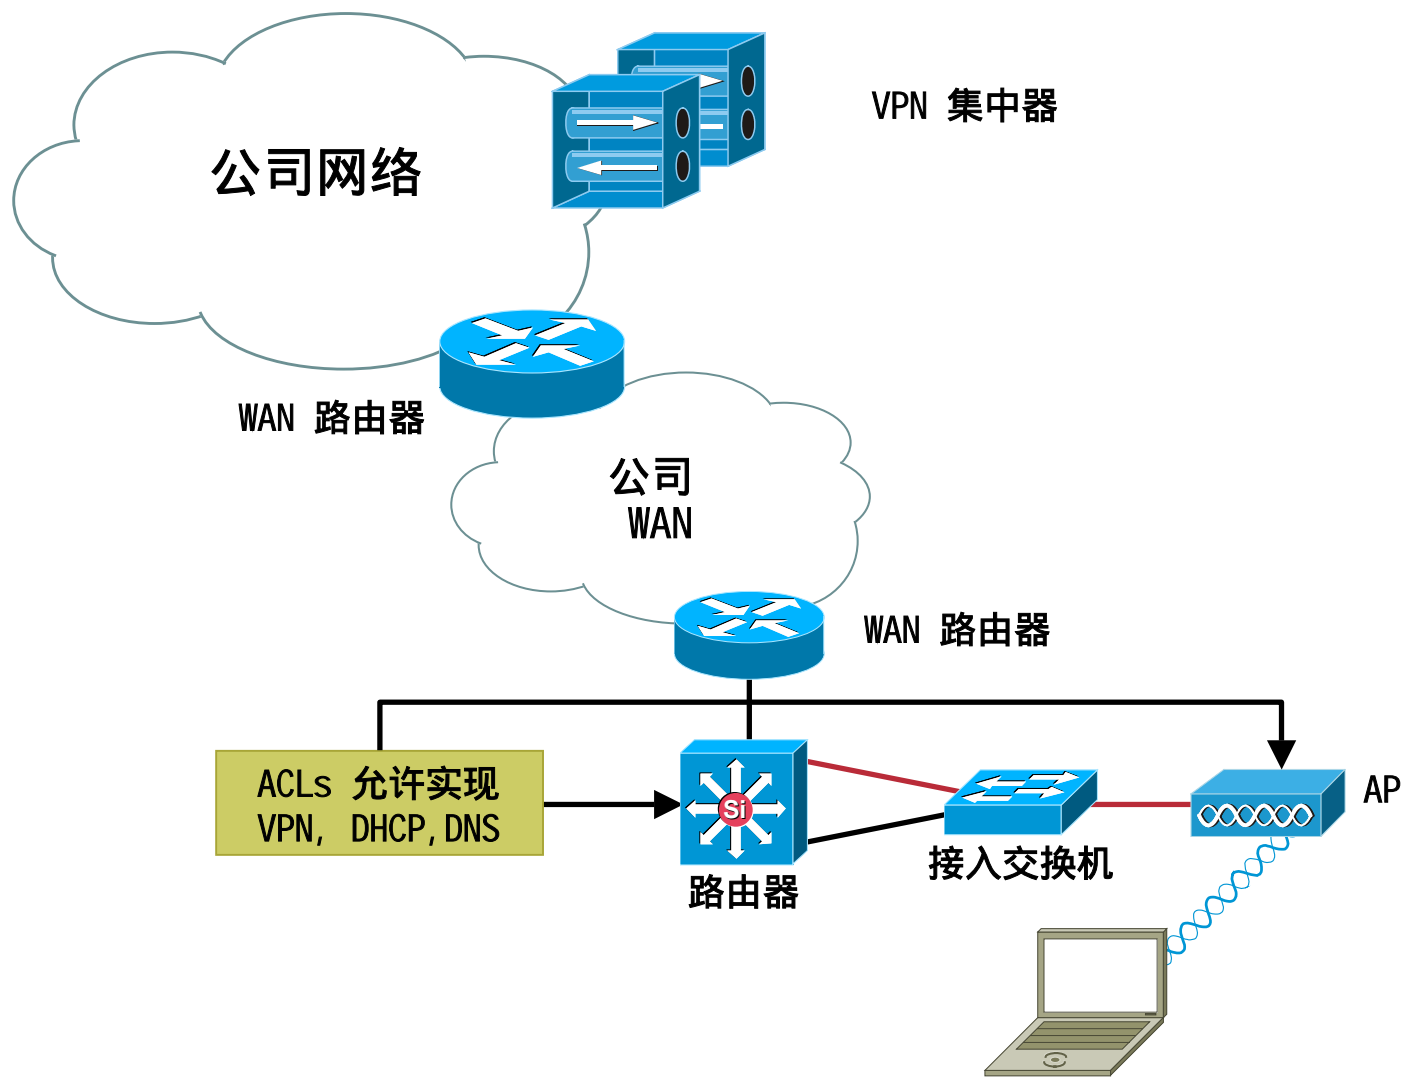 VPN 集中器
公司网络
WAN 路由器
公司
WAN
WAN 路由器
ACLs 允许实现
VPN, DHCP,DNS
Si
AP
接入交换机
路由器